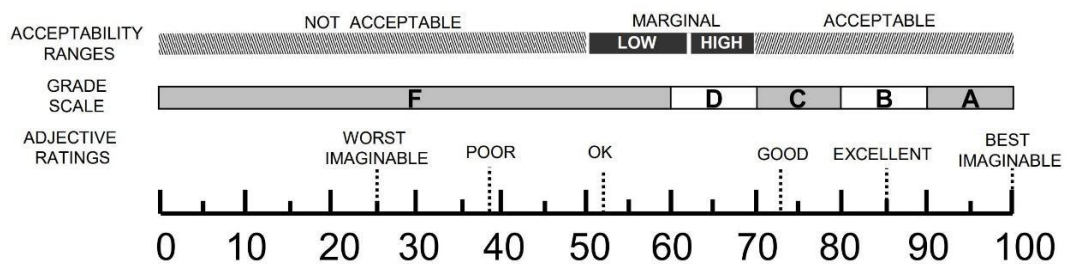 NOT ACCEPTABLE MARGINAL ACCEPTABLE
ACCEPTABILITY
RANGES
LOW HIGH
GRADE
SCALE
F D C B A
ADJECTIVE
RATINGS
WORST
IMAGINABLE
POOR
OK
GOOD
EXCELLENT
BEST
IMAGINABLE
0 10 20 30 40 50 60 70 80 90 100